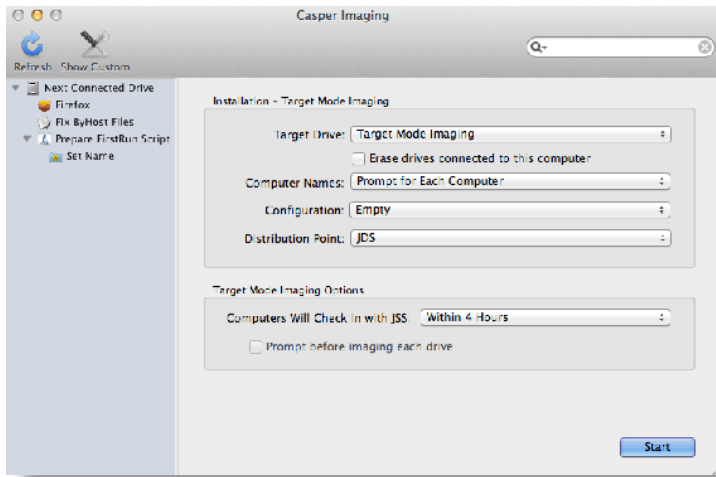 Casper Imaging
Refresh Show Custom
Next Connected Drive
Firefox
Fix ByHost Files
Prepare FirstRun Script
Set Name
Installation - Target Mode Imaging
Target Drive: Target Mode Imaging
Erase drives connected to this computer
Computer Names: Prompt for Each Computer
Configuration: Empty
Distribution Point: JDS
Target Mode Imaging Options
Computers Will Check In with JSS: Within 4 Hours
Prompt before imaging each drive
Start